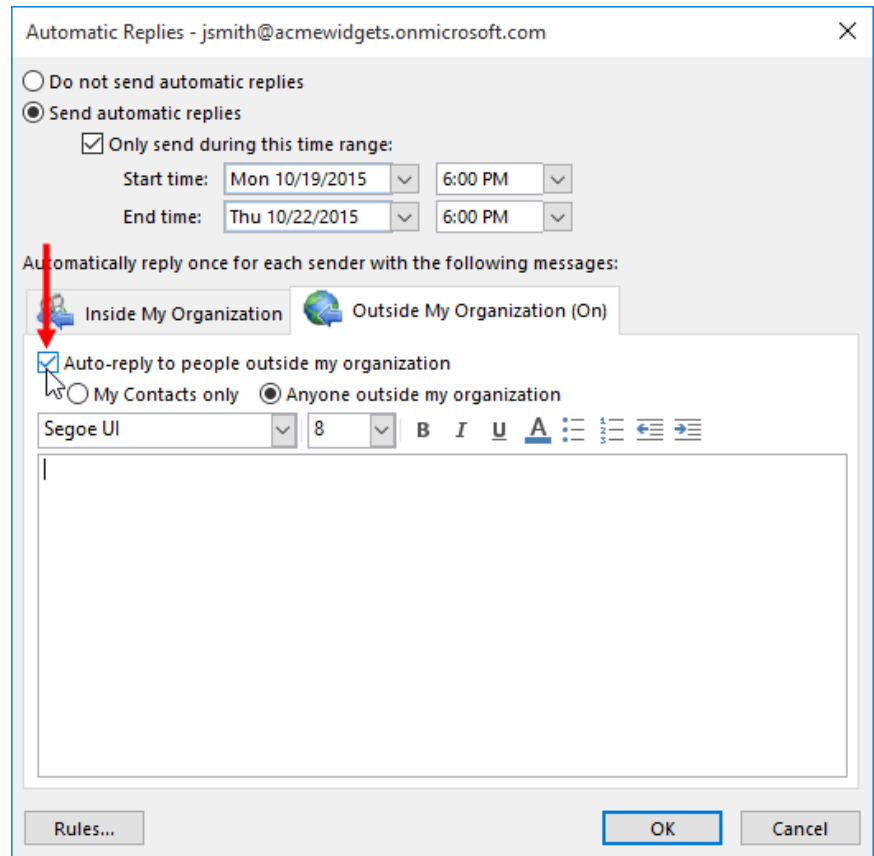 Automatic Replies - jsmith@acmewidgets.onmicrosoft.com
Do not send automatic replies
Send automatic replies
Only send during this time range:
Start time: Mon 10/19/2015 6:00 PM
End time: Thu 10/22/2015 6:00 PM
Automatically reply once for each sender with the following messages:
Inside My Organization Outside My Organization (On)
Auto-reply to people outside my organization
My Contacts only Anyone outside my organization
Segoe UI 8 B I U A
Rules... OK Cancel